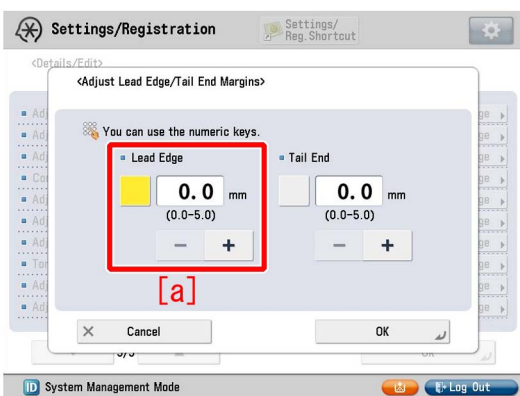 Settings/Registration
Settings/
Reg. Shortcut
<Details/Edit>
<Adjust Lead Edge/Tail End Margins>
You can use the numeric keys.
Lead Edge
Tail End
0.0 mm
0.0 mm
(0.0-5.0)
(0.0-5.0)
− +
− +
[a]
× Cancel
OK
System Management Mode
Log Out